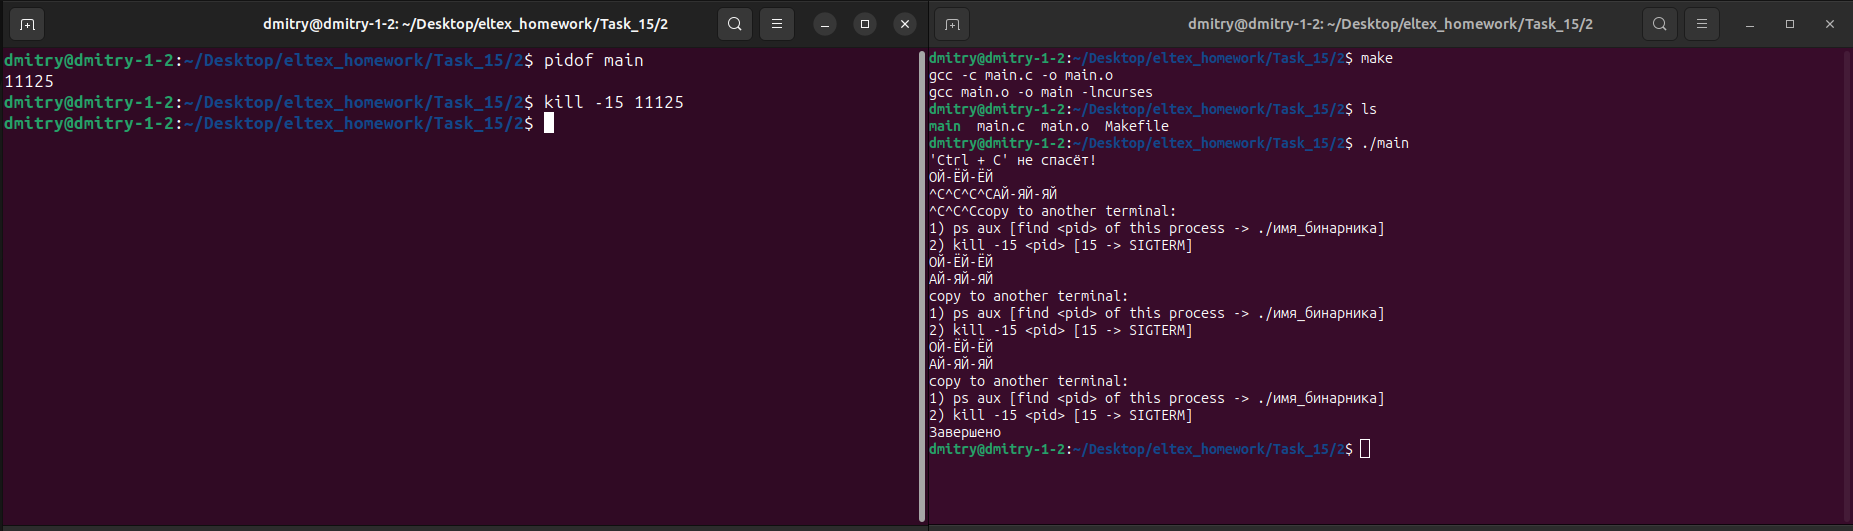 dmitry@dmitry-1-2: ~/Desktop/eltex_homework/Task_15/2
dmitry@dmitry-1-2:~/Desktop/eltex_homework/Task_15/2$ pidof main
11125
dmitry@dmitry-1-2:~/Desktop/eltex_homework/Task_15/2$ kill -15 11125
dmitry@dmitry-1-2:~/Desktop/eltex_homework/Task_15/2$
dmitry@dmitry-1-2: ~/Desktop/eltex_homework/Task_15/2
dmitry@dmitry-1-2:~/Desktop/eltex_homework/Task_15/2$ make
gcc -c main.c -o main.o
gcc main.o -o main -lncurses
dmitry@dmitry-1-2:~/Desktop/eltex_homework/Task_15/2$ ls
main  main.c  main.o  Makefile
dmitry@dmitry-1-2:~/Desktop/eltex_homework/Task_15/2$ ./main
'Ctrl + C' не спасёт!
ОЙ-ЁЙ-ЁЙ
^C^C^C^CАЙ-ЯЙ-ЯЙ
^C^C^Ccopy to another terminal:
1) ps aux [find <pid> of this process -> ./имя_бинарника]
2) kill -15 <pid> [15 -> SIGTERM]
ОЙ-ЁЙ-ЁЙ
АЙ-ЯЙ-ЯЙ
copy to another terminal:
1) ps aux [find <pid> of this process -> ./имя_бинарника]
2) kill -15 <pid> [15 -> SIGTERM]
ОЙ-ЁЙ-ЁЙ
АЙ-ЯЙ-ЯЙ
copy to another terminal:
1) ps aux [find <pid> of this process -> ./имя_бинарника]
2) kill -15 <pid> [15 -> SIGTERM]
Завершено
dmitry@dmitry-1-2:~/Desktop/eltex_homework/Task_15/2$